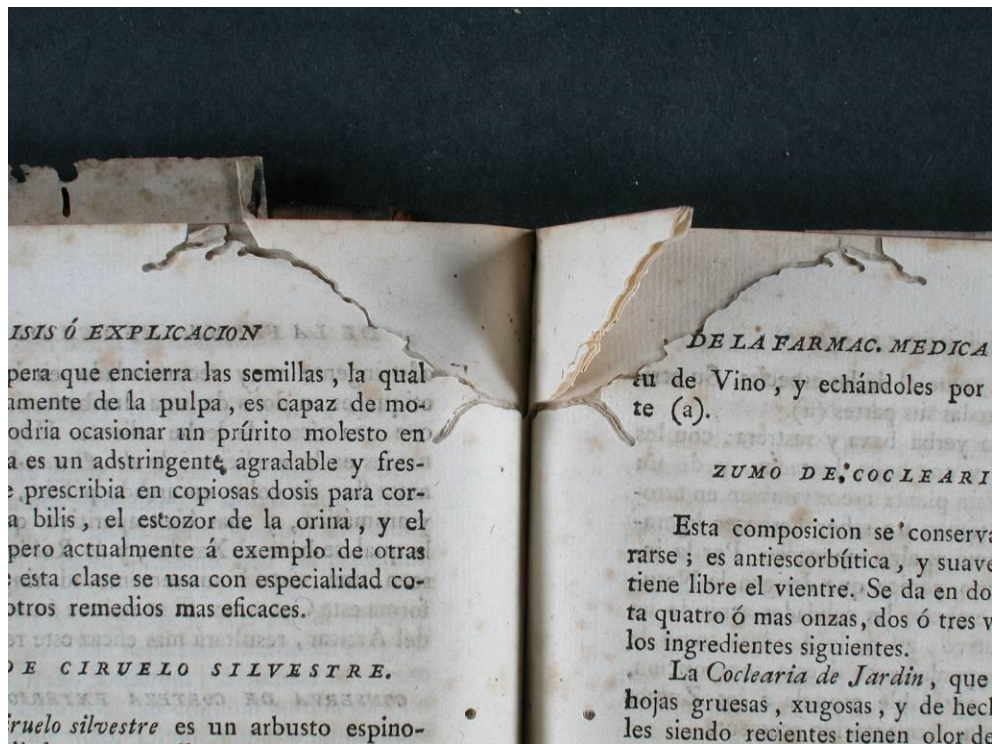 ISIS Ó EXPLICACION
pera que encierra las semillas, la qual
amente de la pulpa, es capaz de mo-
odria ocasionar un prúrito molesto en
a es un adstringente, agradable y fres-
e prescribia en copiosas dosis para cor-
a bilis, el estozor de la orina, y el
pero actualmente á exemplo de otras
e esta clase se usa con especialidad co-
otros remedios mas eficaces.
DE CIRUELO SILVESTRE.
iruelo silvestre es un arbusto espino-
DE LA FARMAC. MEDICA
tu de Vino, y echándoles por
te (a).
ZUMO DE COCLEARI
Esta composicion se conserva
rarse; es antiescorbútica, y suave
tiene libre el vientre. Se da en do
ta quatro ó mas onzas, dos ó tres v
los ingredientes siguientes.
La Coclearia de Jardin, que
hojas gruesas, xugosas, y de hech
les siendo recientes tienen olor de